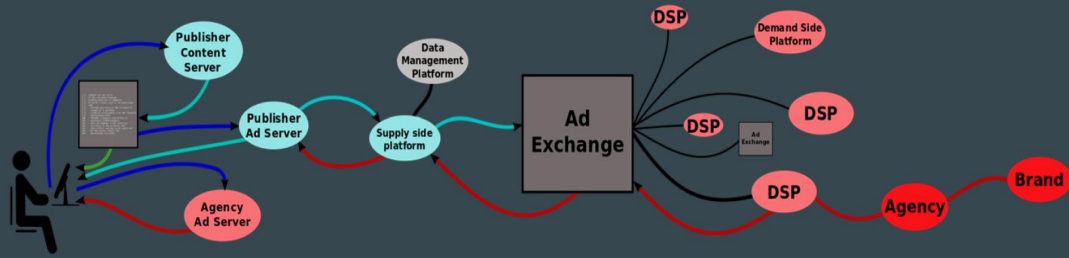 Publisher
Content
Server
Publisher
Ad Server
Agency
Ad Server
Data
Management
Platform
Supply side
platform
Ad
Exchange
DSP
Demand Side
Platform
DSP
DSP
Ad
Exchange
DSP
Agency
Brand